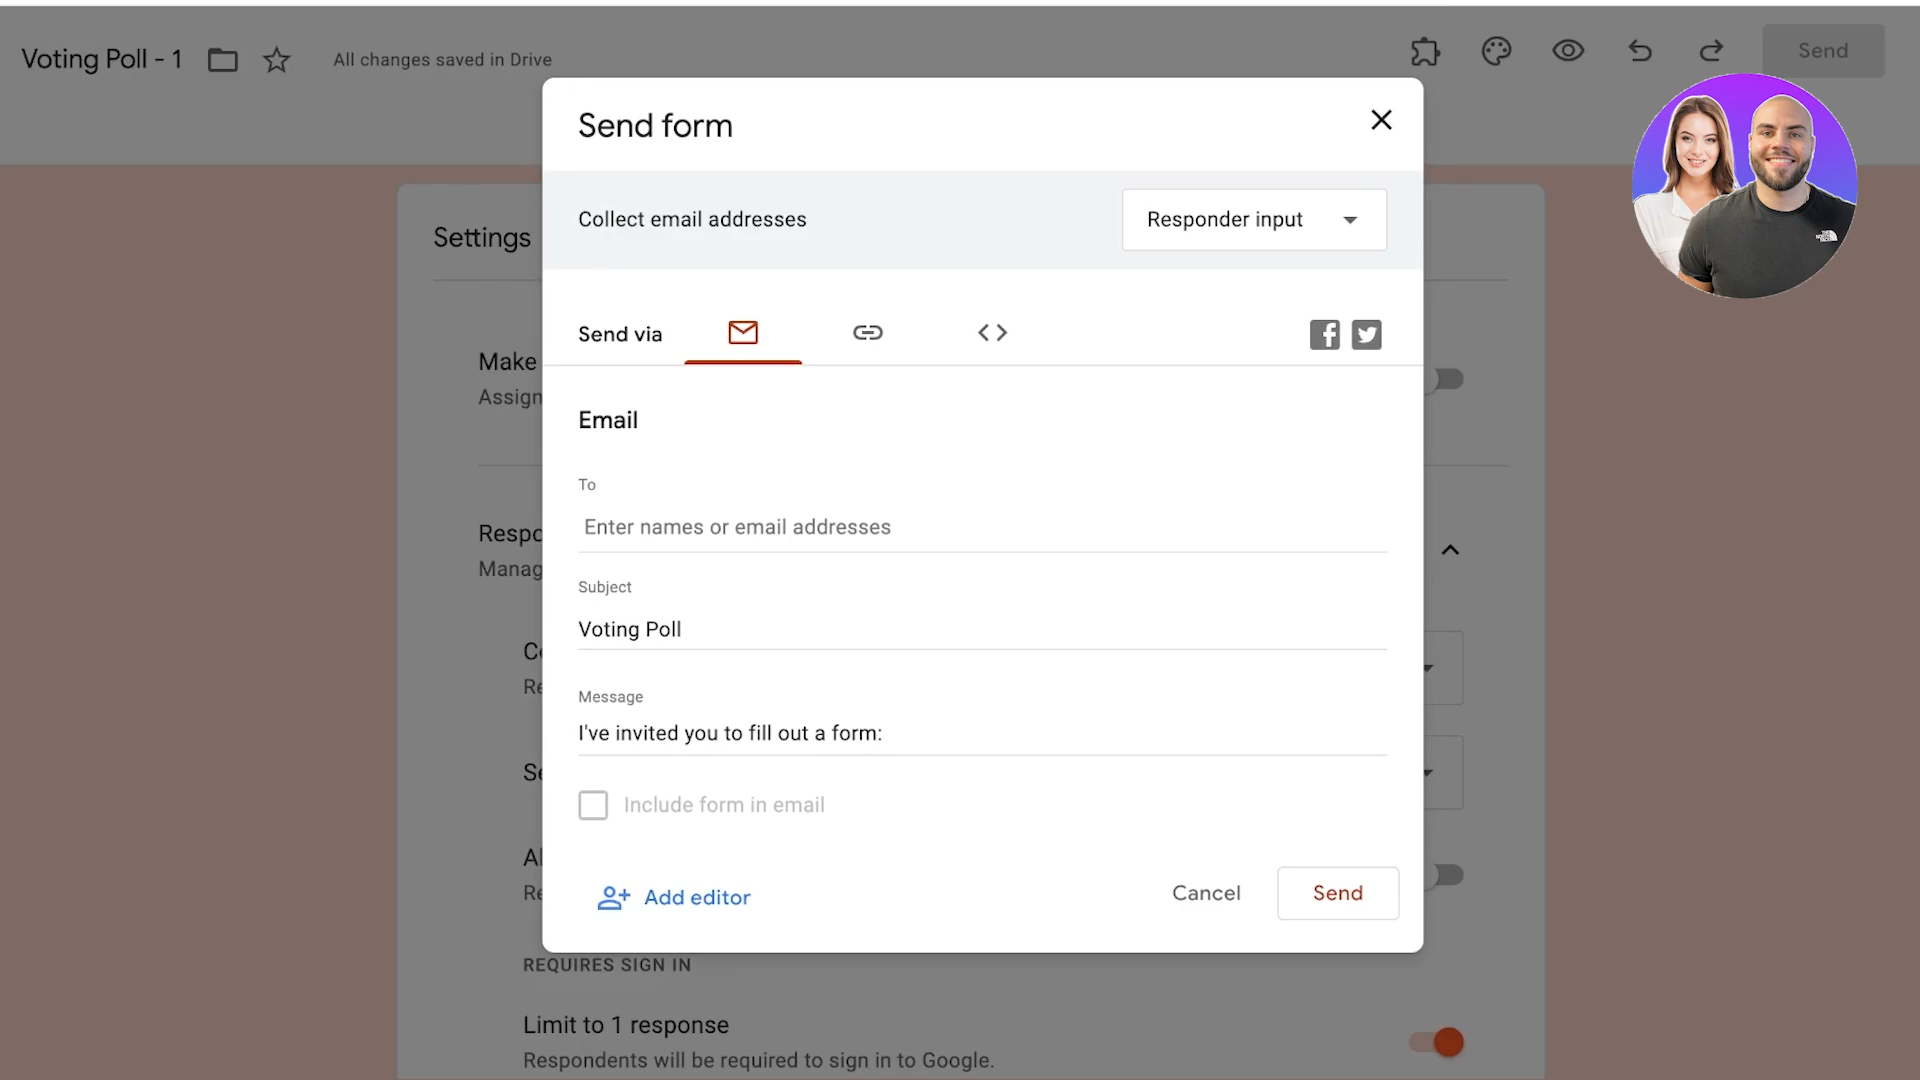 Voting Poll - 1
All changes saved in Drive
Send
Send form
Collect email addresses
Responder input
Settings
Send via
Make
Assign
Email
To
Enter names or email addresses
Respo
Manag
Subject
Voting Poll
Message
I've invited you to fill out a form:
Include form in email
Add editor
Cancel
Send
REQUIRES SIGN IN
Limit to 1 response
Respondents will be required to sign in to Google.